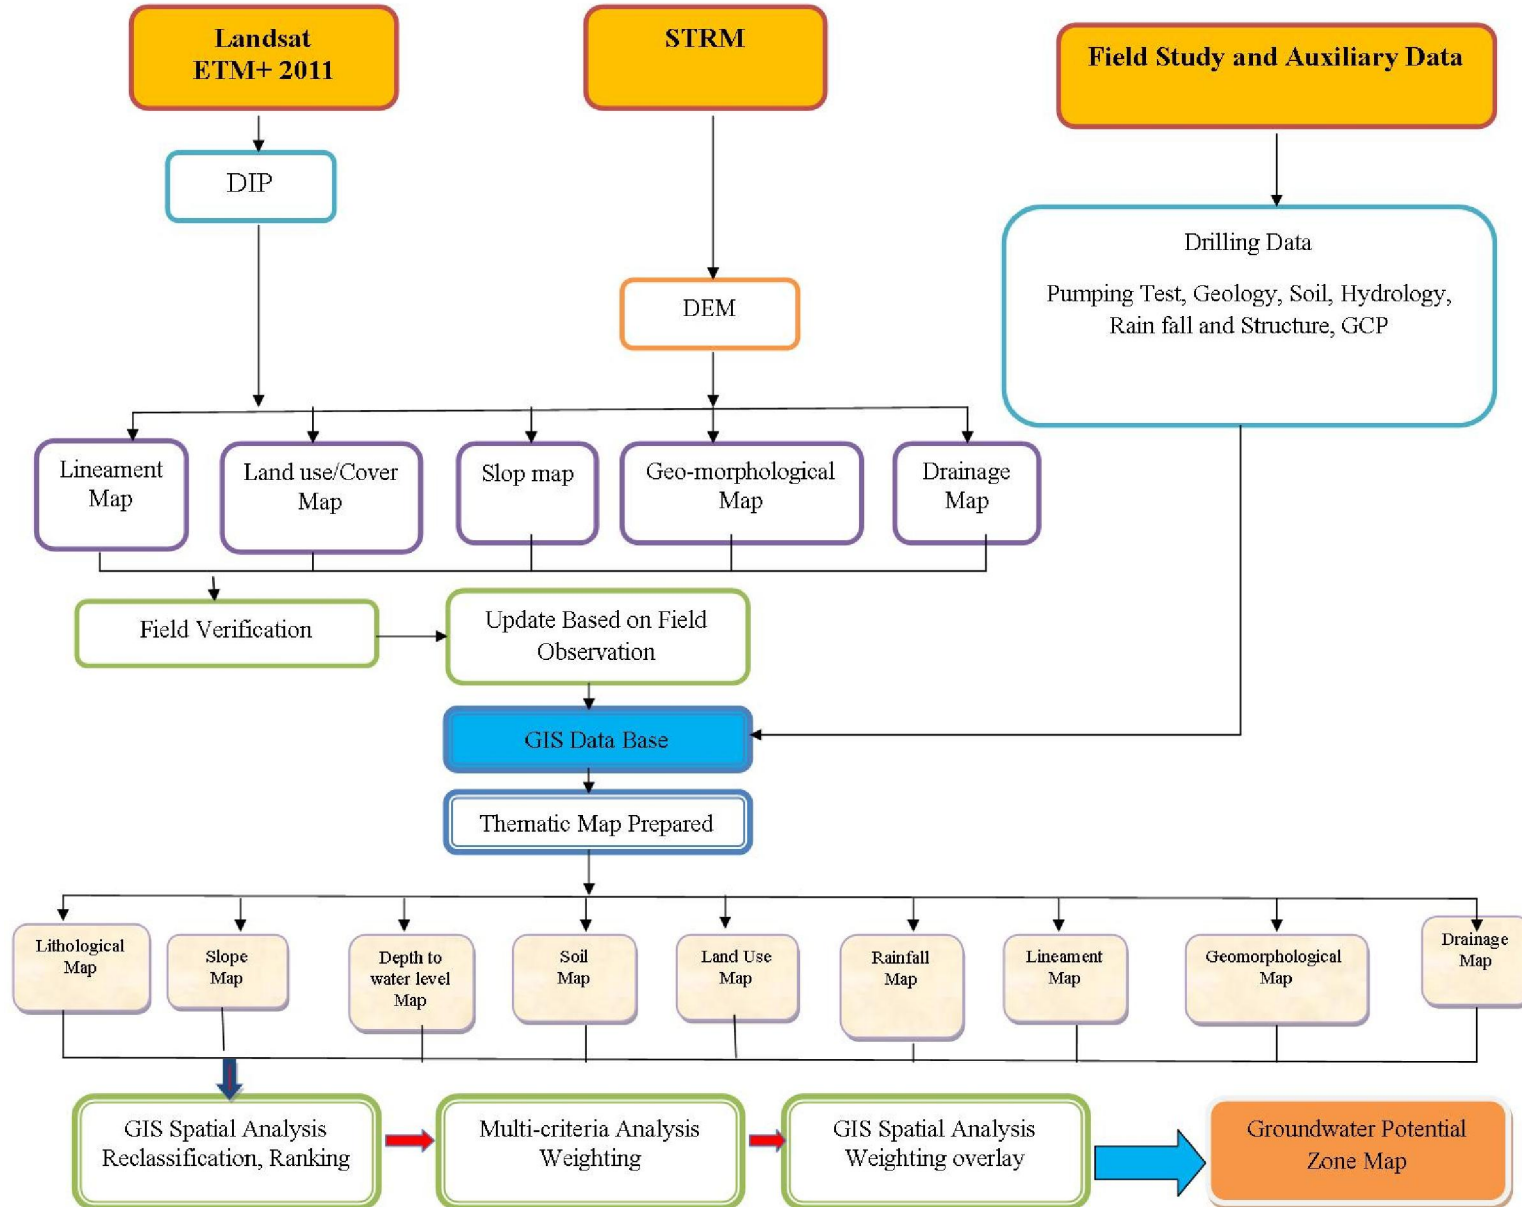 Landsat
ETM+ 2011
STRM
Field Study and Auxiliary Data
DIP
Drilling Data
Pumping Test, Geology, Soil, Hydrology,
Rain fall and Structure, GCP
DEM
Lineament
Map
Land use/Cover
Map
Slop map
Geo-morphological
Map
Drainage
Map
Field Verification
Update Based on Field
Observation
GIS Data Base
Thematic Map Prepared
Lithological
Map
Slope
Map
Depth to
water level
Map
Soil
Map
Land Use
Map
Rainfall
Map
Lineament
Map
Geomorphological
Map
Drainage
Map
GIS Spatial Analysis
Reclassification, Ranking
Multi-criteria Analysis
Weighting
GIS Spatial Analysis
Weighting overlay
Groundwater Potential
Zone Map